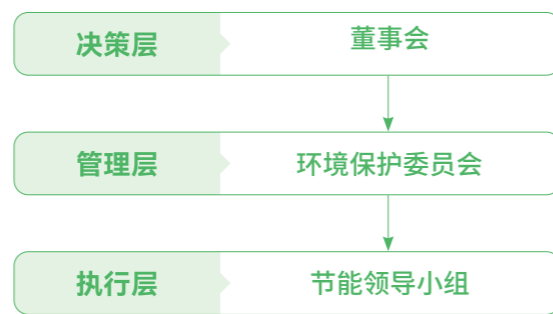 决策层
董事会
管理层
环境保护委员会
执行层
节能领导小组